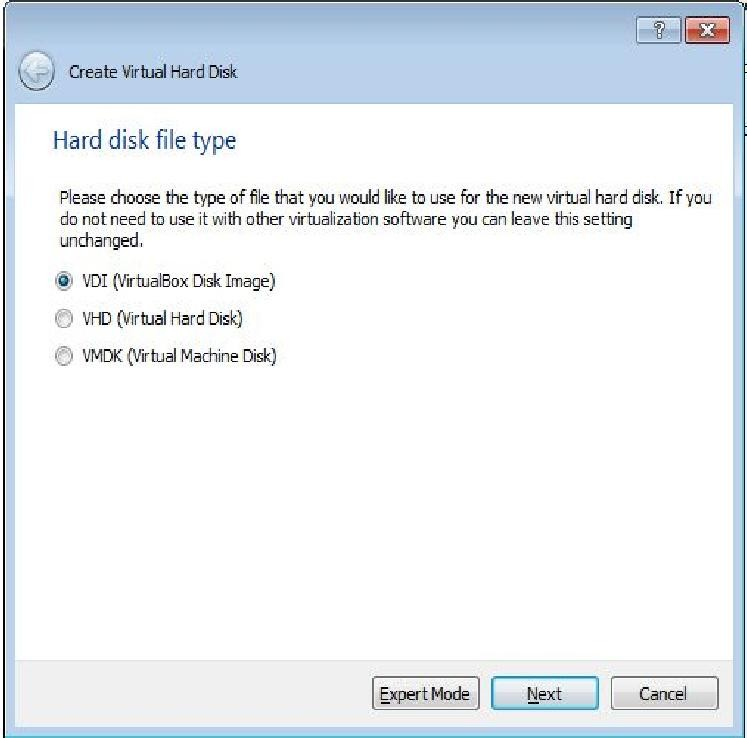 ?
Create Virtual Hard Disk
Hard disk file type
Please choose the type of file that you would like to use for the new virtual hard disk. If you
do not need to use it with other virtualization software you can leave this setting
unchanged.
VDI (VirtualBox Disk Image)
VHD (Virtual Hard Disk)
VMDK (Virtual Machine Disk)
Expert Mode
Next
Cancel